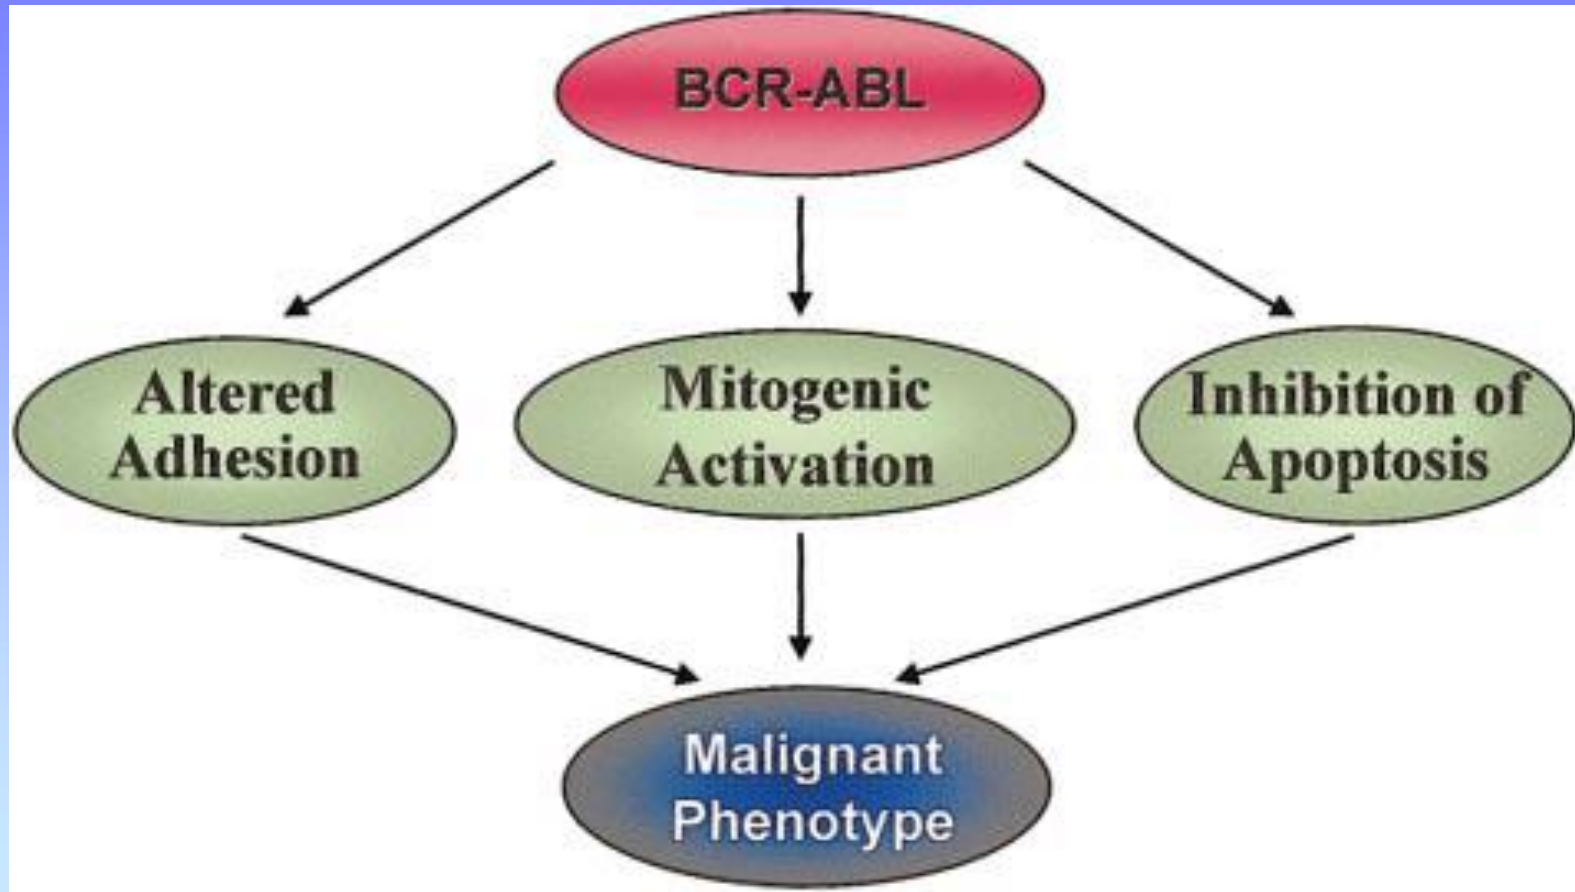 BCR-ABL
Altered
Adhesion
Mitogenic
Activation
Inhibition of
Apoptosis
Malignant
Phenotype